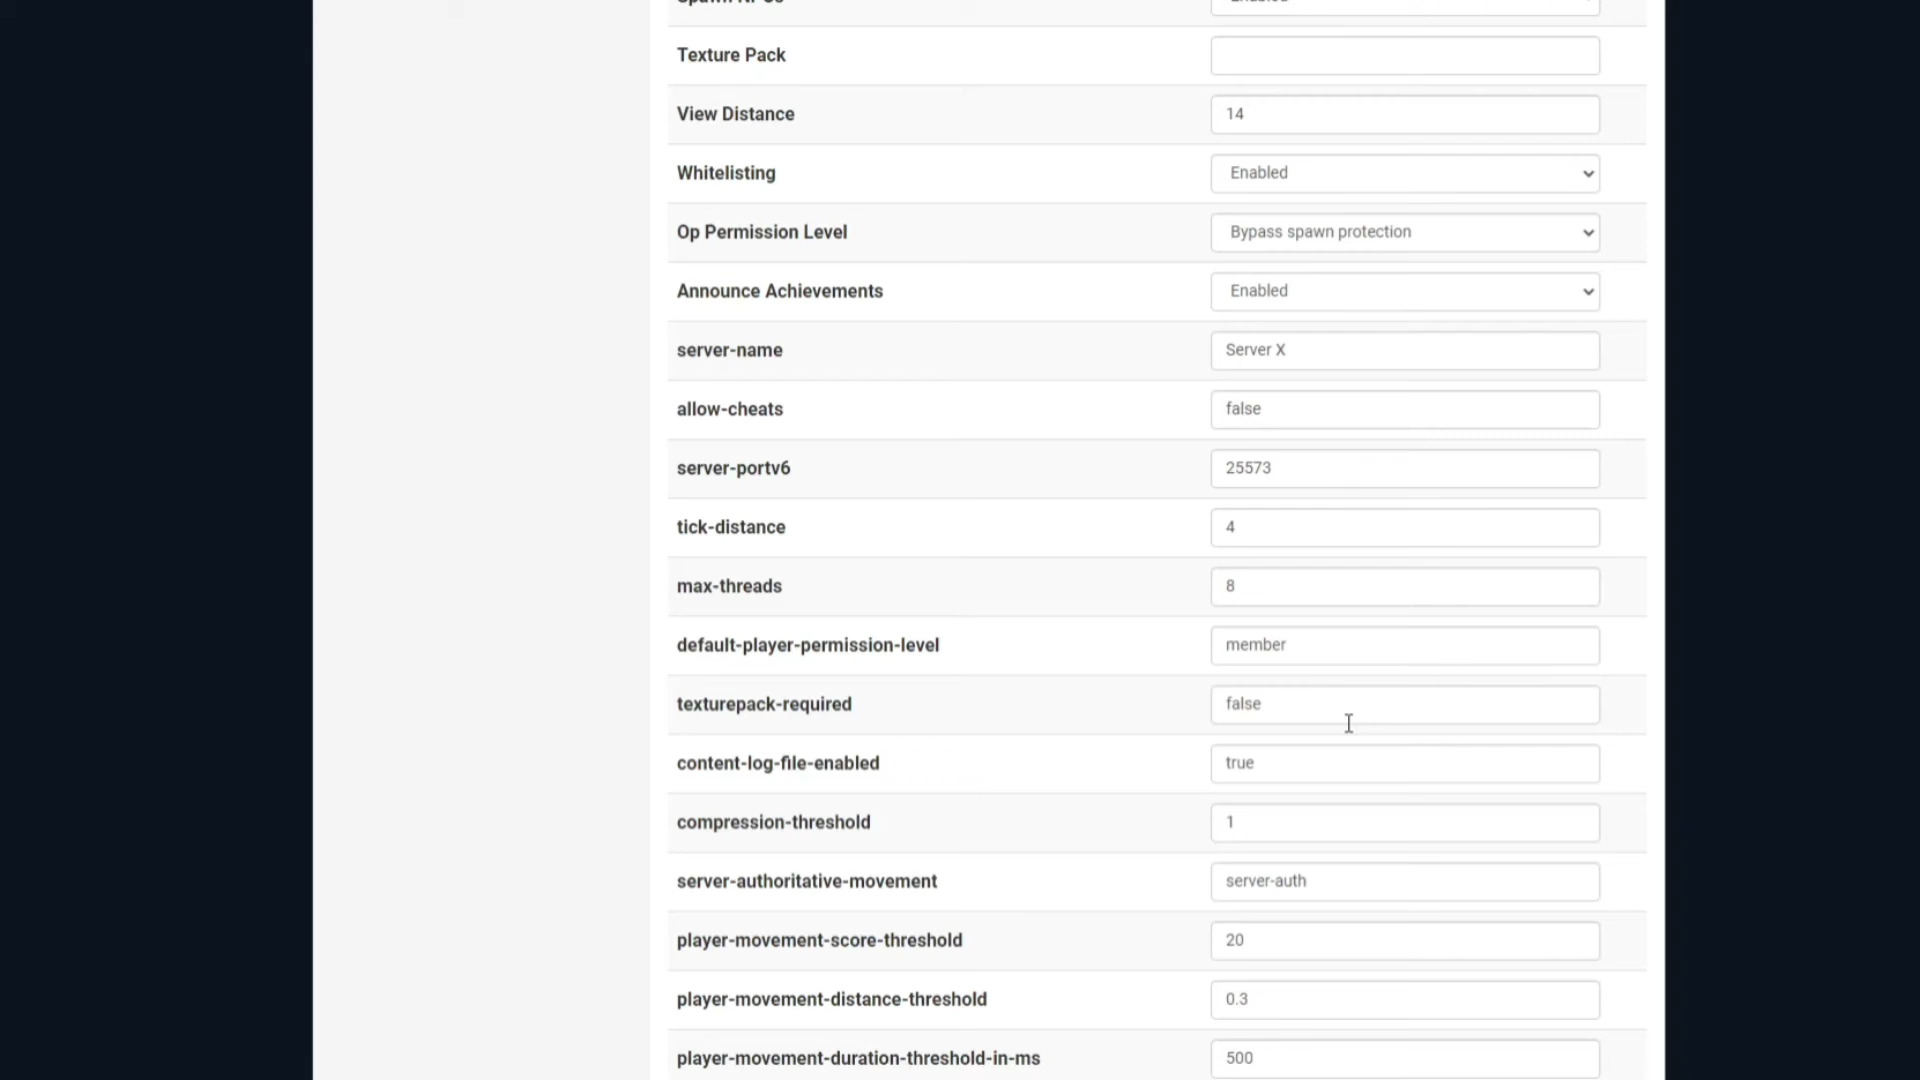 Texture Pack
View Distance 14
Whitelisting Enabled
Op Permission Level Bypass spawn protection
Announce Achievements Enabled
server-name Server X
allow-cheats false
server-portv6 25573
tick-distance 4
max-threads 8
default-player-permission-level member
texturepack-required false
content-log-file-enabled true
compression-threshold 1
server-authoritative-movement server-auth
player-movement-score-threshold 20
player-movement-distance-threshold 0.3
player-movement-duration-threshold-in-ms 500